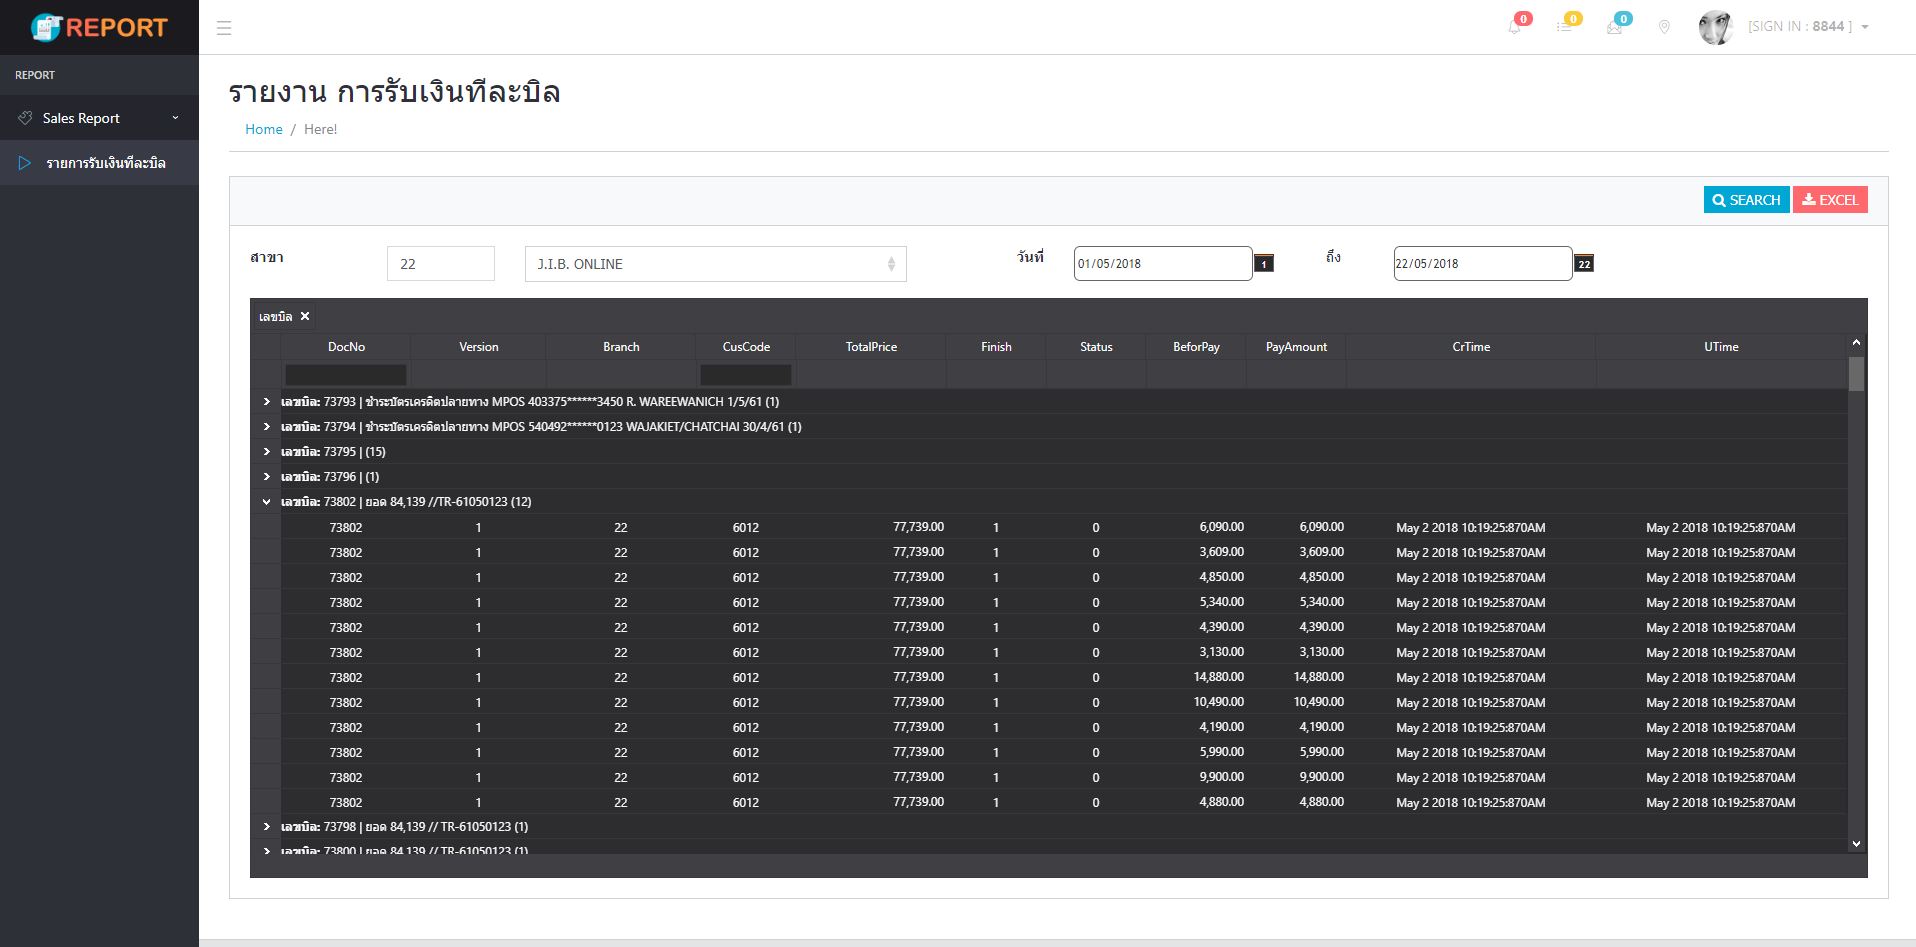 REPORT
0 0 0 [SIGN IN : 8844 ]
REPORT
Sales Report
รายการรับเงินทีละบิล
รายงาน การรับเงินทีละบิล
Home / Here!
SEARCH EXCEL
สาขา 22 J.I.B. ONLINE วันที่ 01/05/2018 1 ถึง 22/05/2018 22
เลขบิล ×
DocNo Version Branch CusCode TotalPrice Finish Status BeforPay PayAmount CrTime UTime
เลขบิล: 73793 | ชำระบัตรเครดิตปลายทาง MPOS 403375******3450 R. WAREEWANICH 1/5/61 (1)
เลขบิล: 73794 | ชำระบัตรเครดิตปลายทาง MPOS 540492******0123 WAJAKIET/CHATCHAI 30/4/61 (1)
เลขบิล: 73795 | (15)
เลขบิล: 73796 | (1)
เลขบิล: 73802 | ยอด 84,139 //TR-61050123 (12)
73802 1 22 6012 77,739.00 1 0 6,090.00 6,090.00 May 2 2018 10:19:25:870AM May 2 2018 10:19:25:870AM
73802 1 22 6012 77,739.00 1 0 3,609.00 3,609.00 May 2 2018 10:19:25:870AM May 2 2018 10:19:25:870AM
73802 1 22 6012 77,739.00 1 0 4,850.00 4,850.00 May 2 2018 10:19:25:870AM May 2 2018 10:19:25:870AM
73802 1 22 6012 77,739.00 1 0 5,340.00 5,340.00 May 2 2018 10:19:25:870AM May 2 2018 10:19:25:870AM
73802 1 22 6012 77,739.00 1 0 4,390.00 4,390.00 May 2 2018 10:19:25:870AM May 2 2018 10:19:25:870AM
73802 1 22 6012 77,739.00 1 0 3,130.00 3,130.00 May 2 2018 10:19:25:870AM May 2 2018 10:19:25:870AM
73802 1 22 6012 77,739.00 1 0 14,880.00 14,880.00 May 2 2018 10:19:25:870AM May 2 2018 10:19:25:870AM
73802 1 22 6012 77,739.00 1 0 10,490.00 10,490.00 May 2 2018 10:19:25:870AM May 2 2018 10:19:25:870AM
73802 1 22 6012 77,739.00 1 0 4,190.00 4,190.00 May 2 2018 10:19:25:870AM May 2 2018 10:19:25:870AM
73802 1 22 6012 77,739.00 1 0 5,990.00 5,990.00 May 2 2018 10:19:25:870AM May 2 2018 10:19:25:870AM
73802 1 22 6012 77,739.00 1 0 9,900.00 9,900.00 May 2 2018 10:19:25:870AM May 2 2018 10:19:25:870AM
73802 1 22 6012 77,739.00 1 0 4,880.00 4,880.00 May 2 2018 10:19:25:870AM May 2 2018 10:19:25:870AM
เลขบิล: 73798 | ยอด 84,139 // TR-61050123 (1)
เลขบิล: 73800 | ยอด 84,139 // TR-61050123 (1)